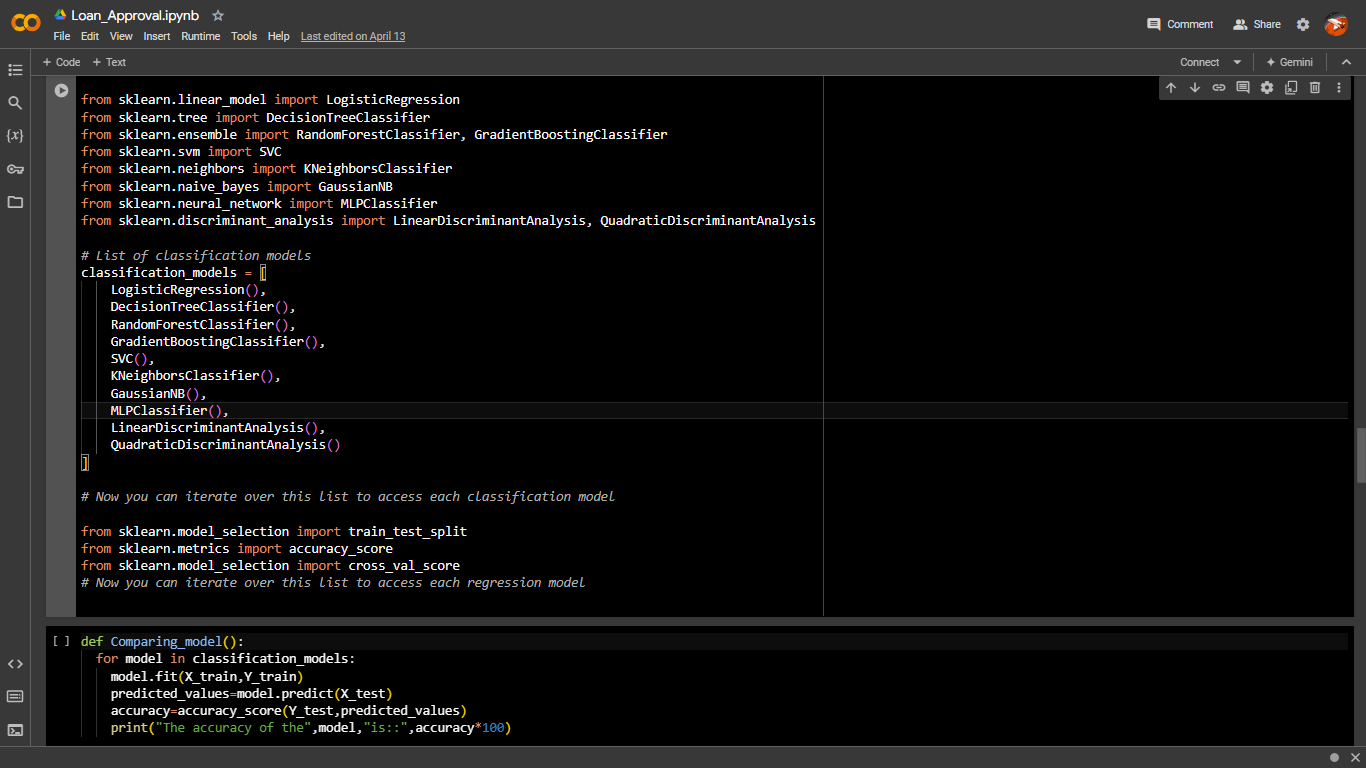 Loan_Approval.ipynb
Comment
Share
File Edit View Insert Runtime Tools Help Last edited on April 13
+ Code + Text
Connect
Gemini
from sklearn.linear_model import LogisticRegression
from sklearn.tree import DecisionTreeClassifier
from sklearn.ensemble import RandomForestClassifier, GradientBoostingClassifier
from sklearn.svm import SVC
from sklearn.neighbors import KNeighborsClassifier
from sklearn.naive_bayes import GaussianNB
from sklearn.neural_network import MLPClassifier
from sklearn.discriminant_analysis import LinearDiscriminantAnalysis, QuadraticDiscriminantAnalysis
# List of classification models
classification_models = [
    LogisticRegression(),
    DecisionTreeClassifier(),
    RandomForestClassifier(),
    GradientBoostingClassifier(),
    SVC(),
    KNeighborsClassifier(),
    GaussianNB(),
    MLPClassifier(),
    LinearDiscriminantAnalysis(),
    QuadraticDiscriminantAnalysis()
]
# Now you can iterate over this list to access each classification model
from sklearn.model_selection import train_test_split
from sklearn.metrics import accuracy_score
from sklearn.model_selection import cross_val_score
# Now you can iterate over this list to access each regression model
[ ] def Comparing_model():
  for model in classification_models:
    model.fit(X_train,Y_train)
    predicted_values=model.predict(X_test)
    accuracy=accuracy_score(Y_test,predicted_values)
    print("The accuracy of the",model,"is::",accuracy*100)